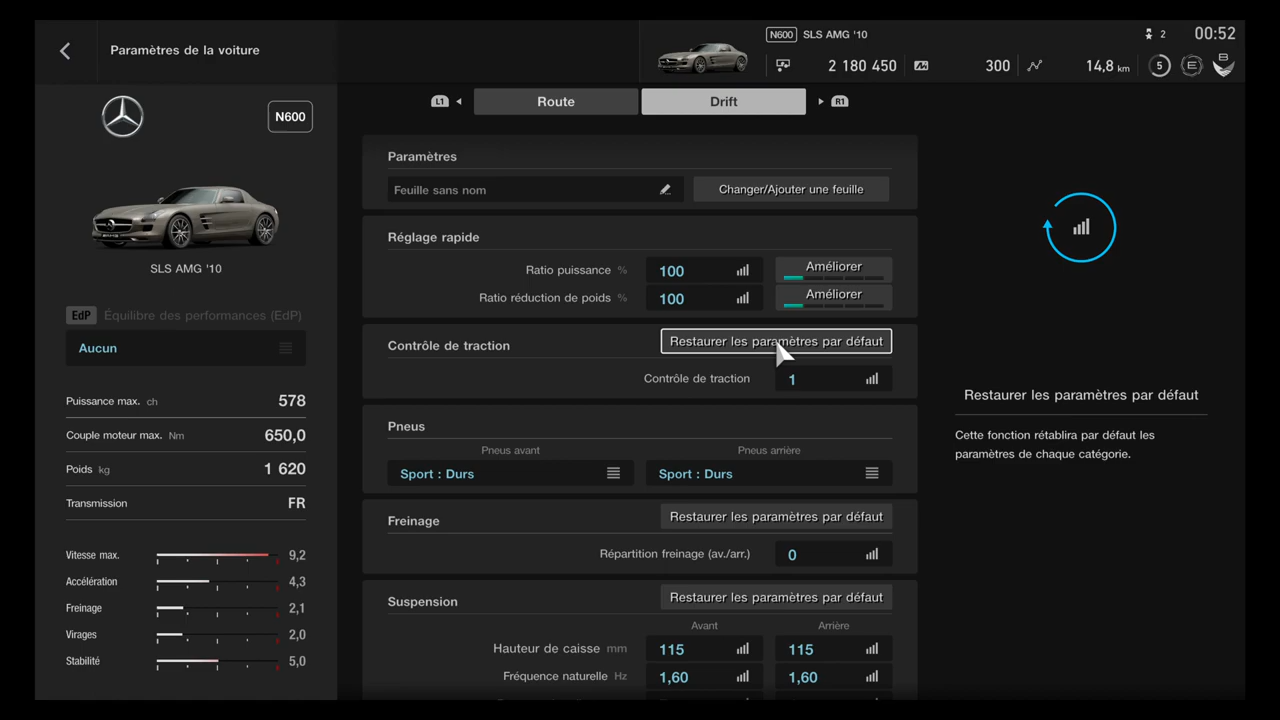 Paramètres de la voiture
N600 SLS AMG '10
2
00:52
2 180 450
300
14,8 km
5
E
B
L1
Route
Drift
R1
N600
SLS AMG '10
EdP Équilibre des performances (EdP)
Aucun
Puissance max. ch 578
Couple moteur max. Nm 650,0
Poids kg 1 620
Transmission FR
Vitesse max. 9,2
Accélération 4,3
Freinage 2,1
Virages 2,0
Stabilité 5,0
Paramètres
Feuille sans nom
Changer/Ajouter une feuille
Réglage rapide
Ratio puissance % 100 Améliorer
Ratio réduction de poids % 100 Améliorer
Contrôle de traction
Restaurer les paramètres par défaut
Contrôle de traction 1
Pneus
Pneus avant Pneus arrière
Sport : Durs Sport : Durs
Freinage
Restaurer les paramètres par défaut
Répartition freinage (av./arr.) 0
Suspension
Restaurer les paramètres par défaut
Avant Arrière
Hauteur de caisse mm 115 115
Fréquence naturelle Hz 1,60 1,60
Restaurer les paramètres par défaut
Cette fonction rétablira par défaut les
paramètres de chaque catégorie.